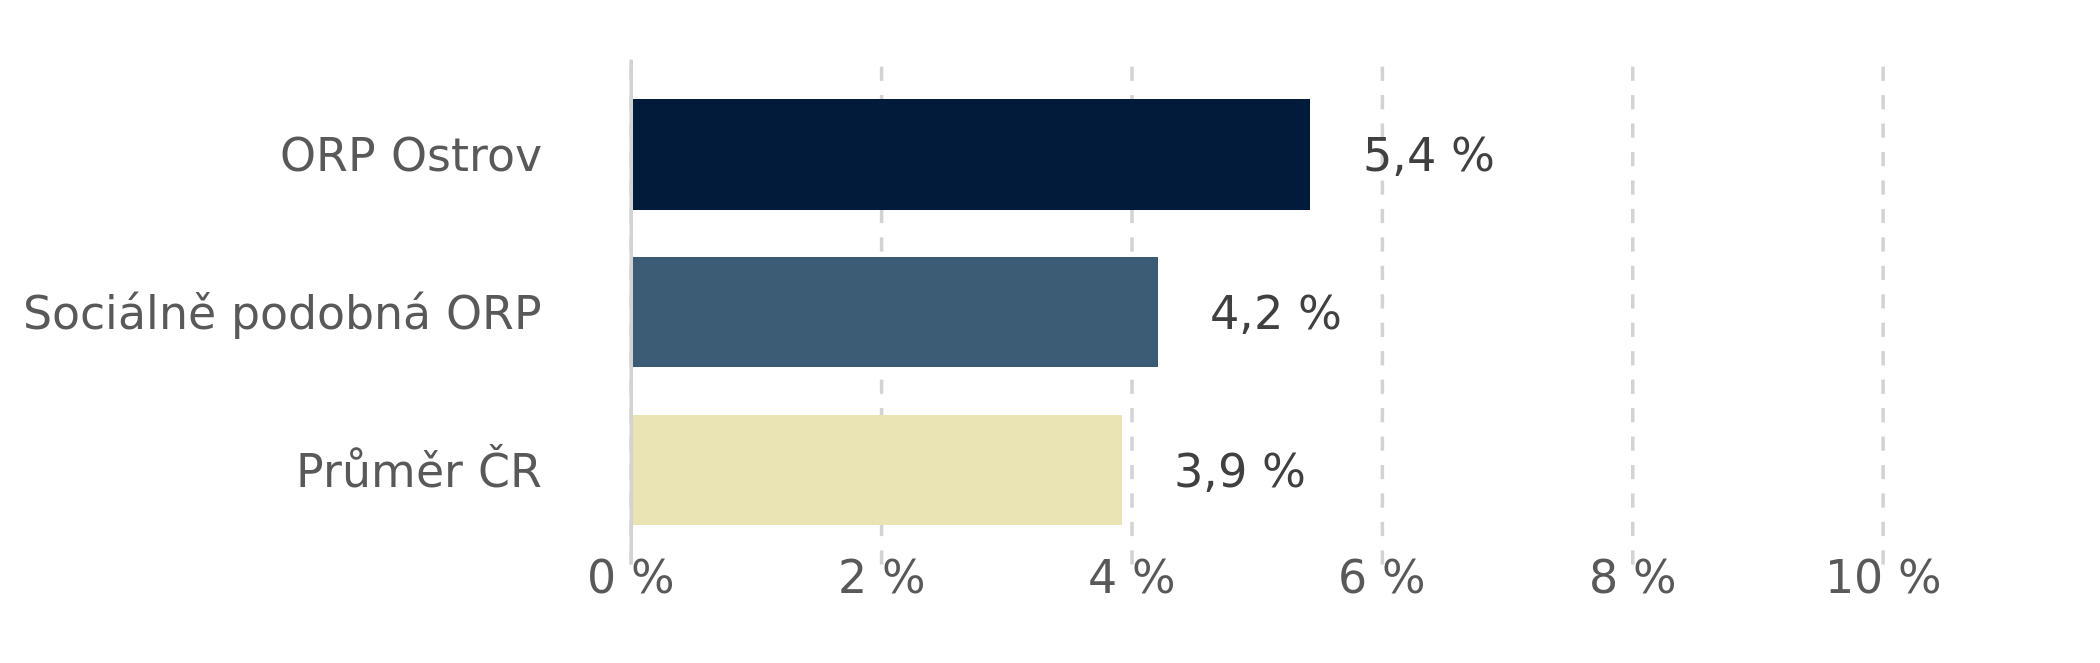 ORP Ostrov 5,4 %
Sociálně podobná ORP 4,2 %
Průměr ČR 3,9 %
0 % 2 % 4 % 6 % 8 % 10 %